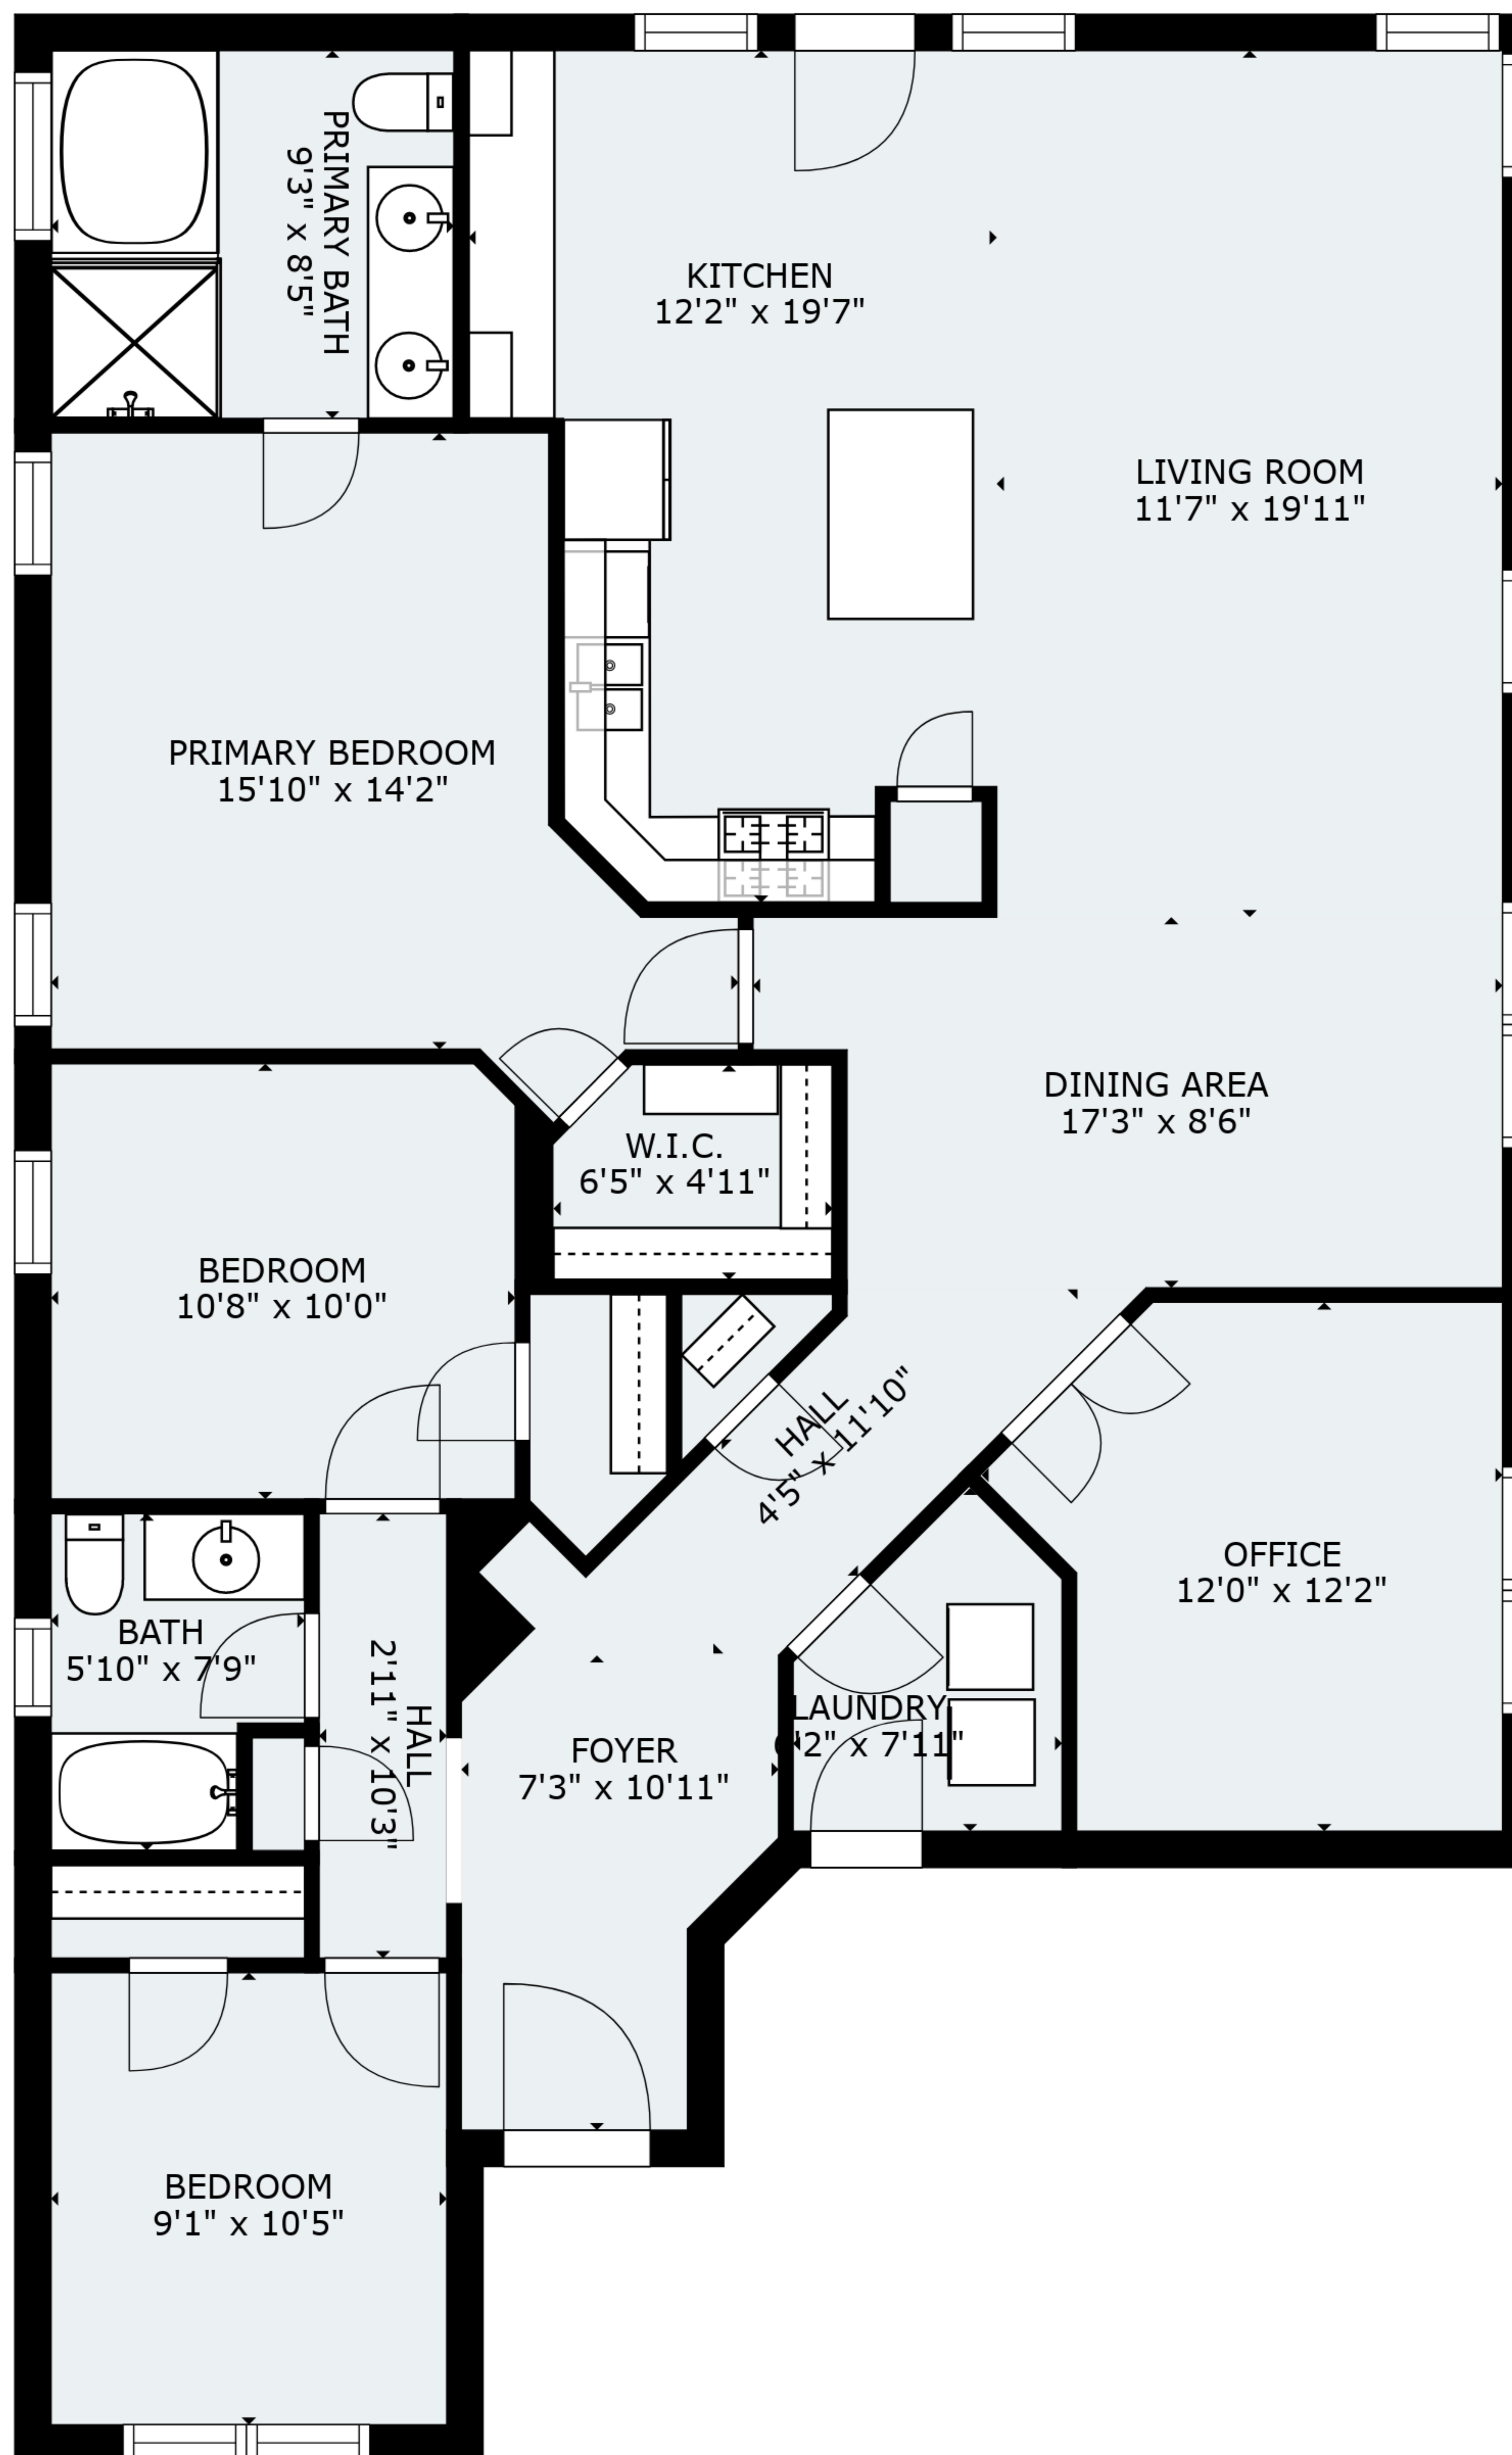 PRIMARY BATH
9'3" x 8'5"
KITCHEN
12'2" x 19'7"
LIVING ROOM
11'7" x 19'11"
PRIMARY BEDROOM
15'10" x 14'2"
DINING AREA
17'3" x 8'6"
W.I.C.
6'5" x 4'11"
BEDROOM
10'8" x 10'0"
HALL
4'5" x 11'10"
OFFICE
12'0" x 12'2"
BATH
5'10" x 7'9"
HALL
2'11" x 10'3"
FOYER
7'3" x 10'11"
LAUNDRY
'2" x 7'11"
BEDROOM
9'1" x 10'5"